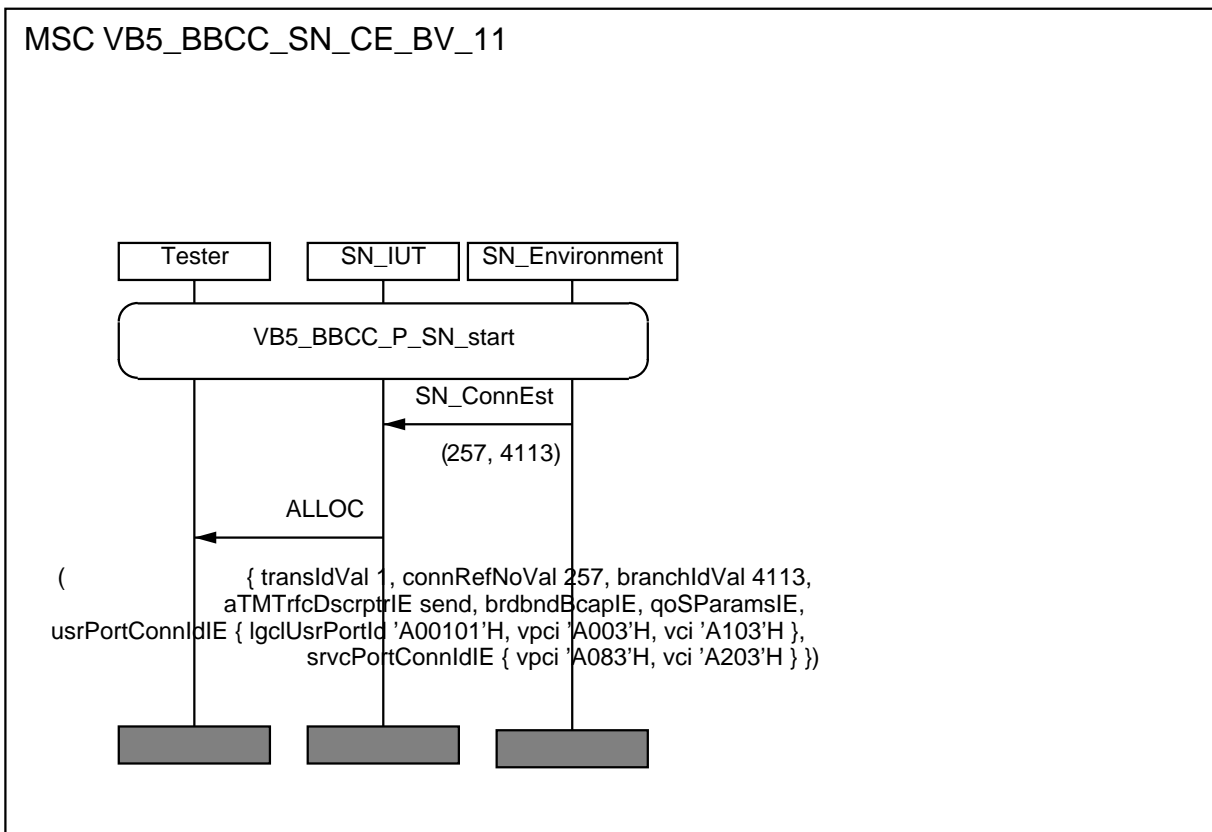 MSC VB5_BBCC_SN_CE_BV_11
Tester SN_IUT SN_Environment
VB5_BBCC_P_SN_start
SN_ConnEst
(257, 4113)
ALLOC
( { transIdVal 1, connRefNoVal 257, branchIdVal 4113,
aTMTrfcDscrptrIE send, brdbndBcapIE, qoSParamsIE,
usrPortConnIdIE { lgclUsrPortId 'A00101'H, vpci 'A003'H, vci 'A103'H },
srvcPortConnIdIE { vpci 'A083'H, vci 'A203'H } })